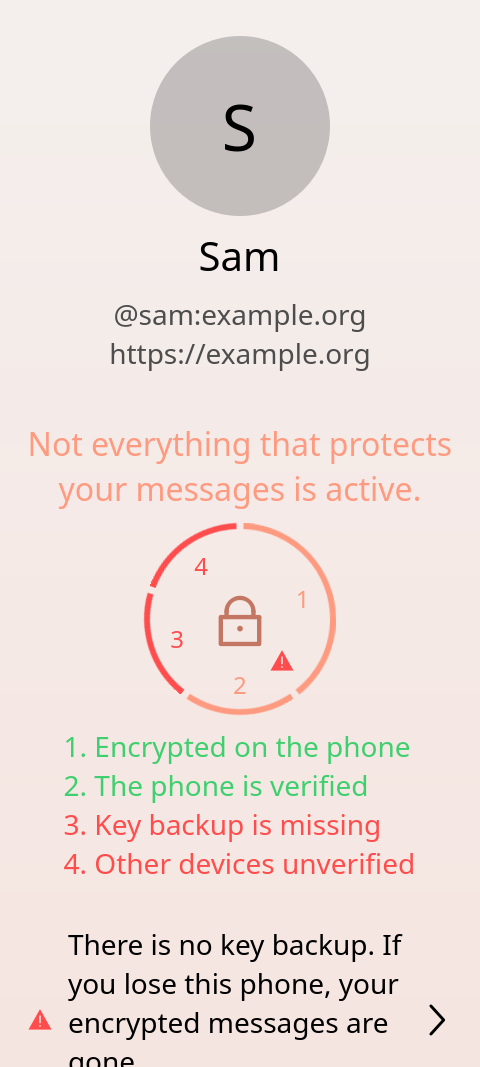 S
Sam
@sam:example.org
https://example.org
Not everything that protects
your messages is active.
4
1
3
2
1. Encrypted on the phone
2. The phone is verified
3. Key backup is missing
4. Other devices unverified
There is no key backup. If
you lose this phone, your
encrypted messages are
gone